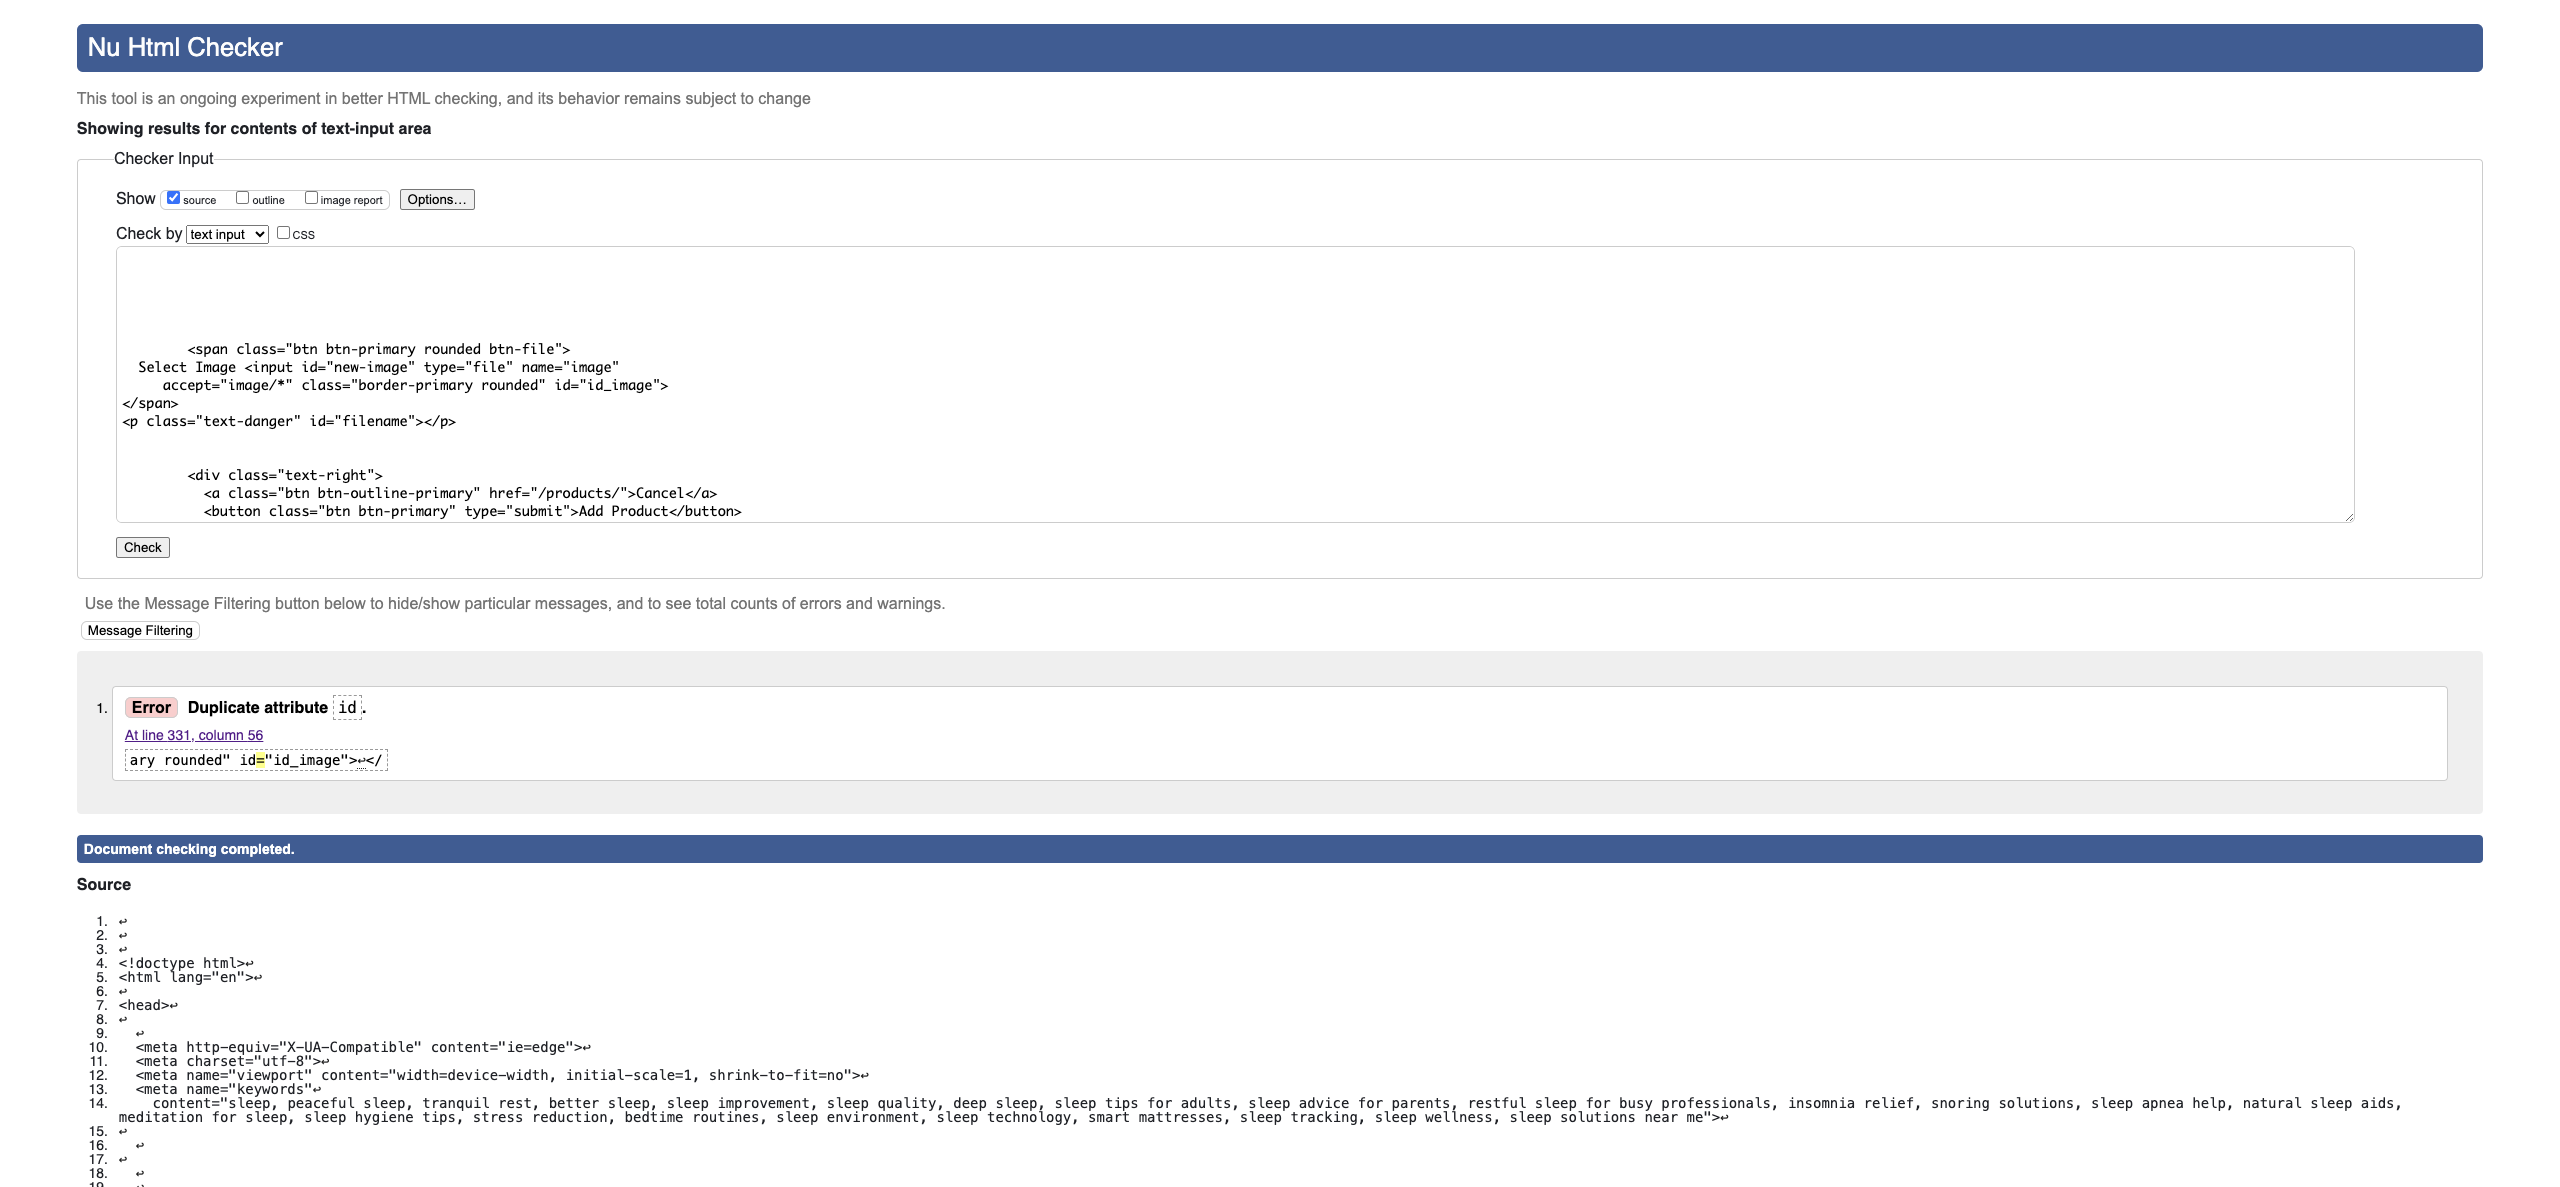 Nu Html Checker
This tool is an ongoing experiment in better HTML checking, and its behavior remains subject to change
Showing results for contents of text-input area
Checker Input
Show source outline image report Options...
Check by text input CSS
<span class="btn btn-primary rounded btn-file">
Select Image <input id="new-image" type="file" name="image"
accept="image/*" class="border-primary rounded" id="id_image">
</span>
<p class="text-danger" id="filename"></p>
<div class="text-right">
<a class="btn btn-outline-primary" href="/products/">Cancel</a>
<button class="btn btn-primary" type="submit">Add Product</button>
Check
Use the Message Filtering button below to hide/show particular messages, and to see total counts of errors and warnings.
Message Filtering
1. Error Duplicate attribute id.
At line 331, column 56
ary rounded" id="id_image">↩</
Document checking completed.
Source
1. ↩
2. ↩
3. ↩
4. <!doctype html>↩
5. <html lang="en">↩
6. ↩
7. <head>↩
8. ↩
9. ↩
10. <meta http-equiv="X-UA-Compatible" content="ie=edge">↩
11. <meta charset="utf-8">↩
12. <meta name="viewport" content="width=device-width, initial-scale=1, shrink-to-fit=no">↩
13. <meta name="keywords"↩
14. content="sleep, peaceful sleep, tranquil rest, better sleep, sleep improvement, sleep quality, deep sleep, sleep tips for adults, sleep advice for parents, restful sleep for busy professionals, insomnia relief, snoring solutions, sleep apnea help, natural sleep aids,
meditation for sleep, sleep hygiene tips, stress reduction, bedtime routines, sleep environment, sleep technology, smart mattresses, sleep tracking, sleep wellness, sleep solutions near me">↩
15. ↩
16. ↩
17. ↩
18. ↩